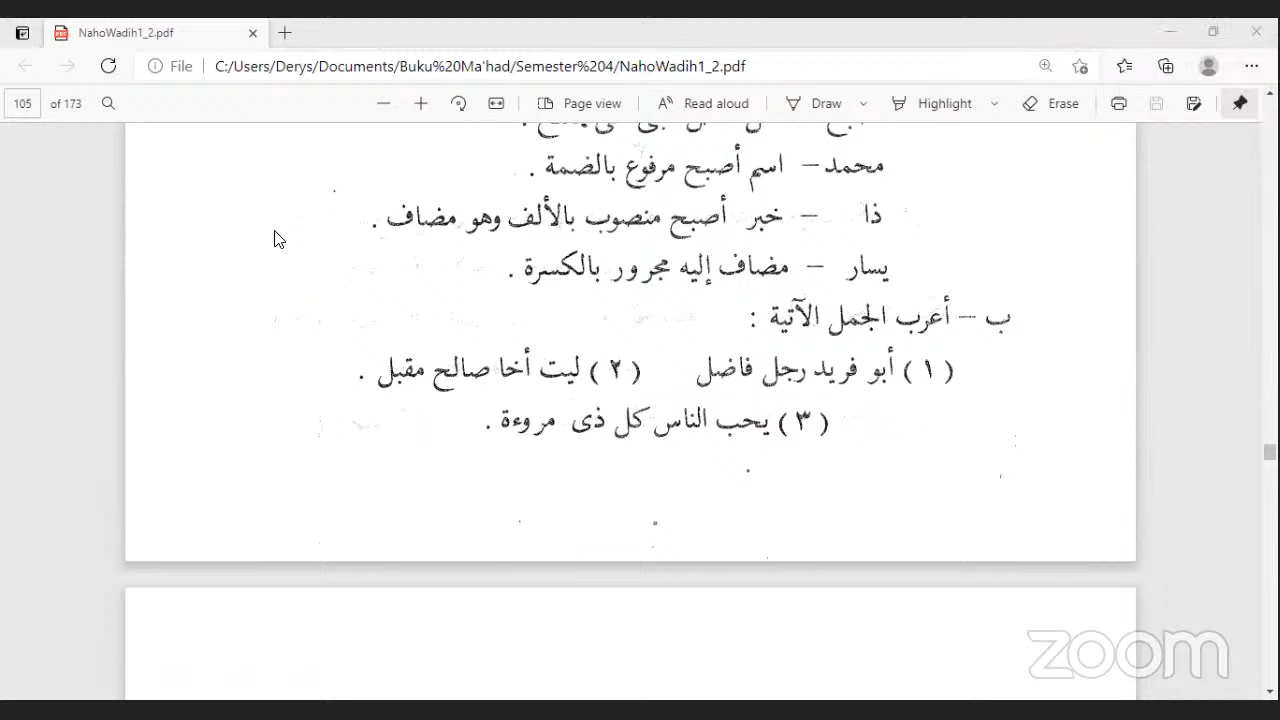 NahoWadih1_2.pdf
File C:/Users/Derys/Documents/Buku%20Ma'had/Semester%204/NahoWadih1_2.pdf
105 of 173 Page view Read aloud Draw Highlight Erase
محمد – اسم أصبح مرفوع بالضمة .
ذا – خبر أصبح منصوب بالألف وهو مضاف .
يسار – مضاف إليه مجرور بالكسرة .
ب – أعرب الجمل الآتية :
( ١ ) أبو فريد رجل فاضل ( ٢ ) ليت أخا صالح مقبل .
( ٣ ) يحب الناس كل ذى مروءة .
zoom